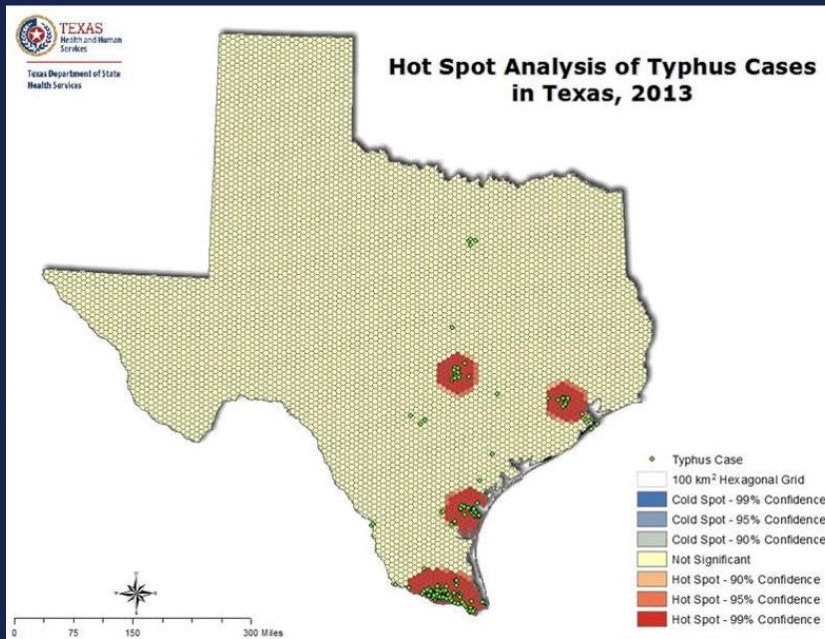 TEXAS
Health and Human
Services
Texas Department of State
Health Services
Hot Spot Analysis of Typhus Cases
in Texas, 2013
Typhus Case
100 km² Hexagonal Grid
Cold Spot - 99% Confidence
Cold Spot - 95% Confidence
Cold Spot - 90% Confidence
Not Significant
Hot Spot - 90% Confidence
Hot Spot - 95% Confidence
Hot Spot - 99% Confidence
0 75 150 300 Miles